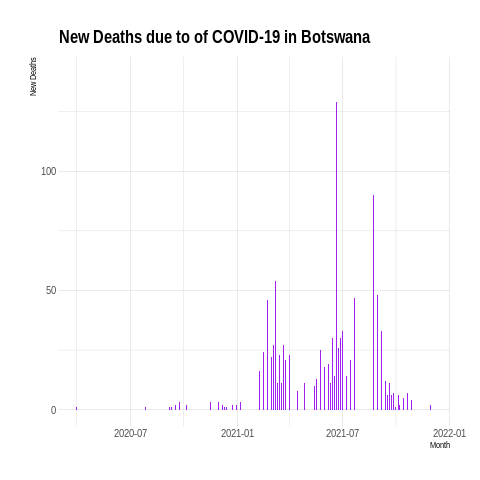 New Deaths due to of COVID-19 in Botswana
New Deaths
100
50
0
2020-07
2021-01
2021-07
2022-01
Month